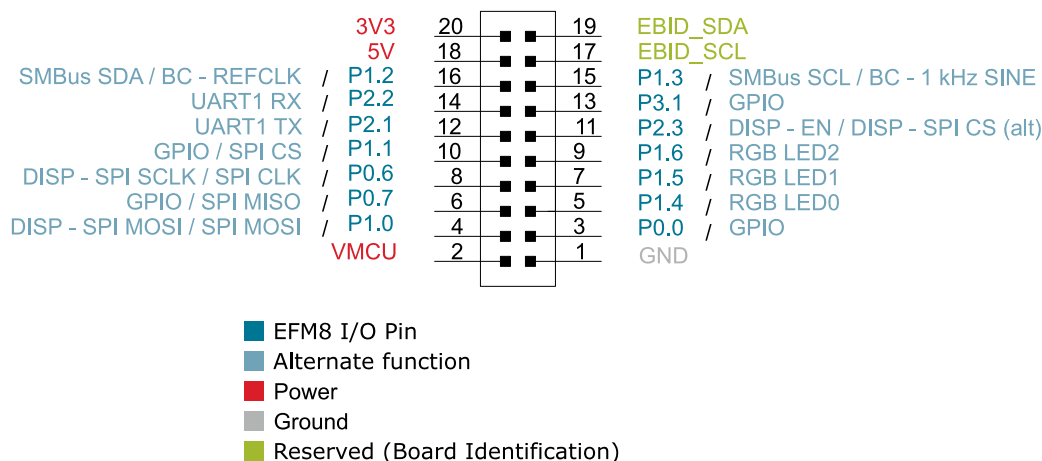 3V3 20 19 EBID_SDA
5V 18 17 EBID_SCL
SMBus SDA / BC - REFCLK / P1.2 16 15 P1.3 / SMBus SCL / BC - 1 kHz SINE
UART1 RX / P2.2 14 13 P3.1 / GPIO
UART1 TX / P2.1 12 11 P2.3 / DISP - EN / DISP - SPI CS (alt)
GPIO / SPI CS / P1.1 10 9 P1.6 / RGB LED2
DISP - SPI SCLK / SPI CLK / P0.6 8 7 P1.5 / RGB LED1
GPIO / SPI MISO / P0.7 6 5 P1.4 / RGB LED0
DISP - SPI MOSI / SPI MOSI / P1.0 4 3 P0.0 / GPIO
VMCU 2 1 GND
EFM8 I/O Pin
Alternate function
Power
Ground
Reserved (Board Identification)